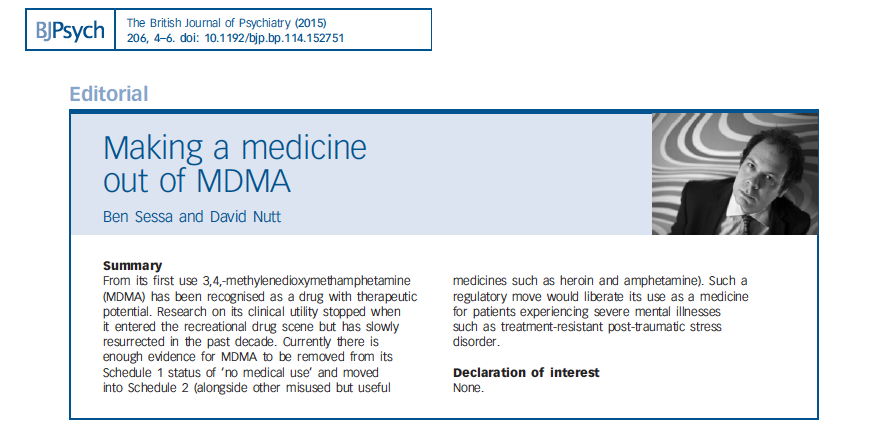 BJPsych
The British Journal of Psychiatry (2015)
206, 4–6. doi: 10.1192/bjp.bp.114.152751
Editorial
Making a medicine
out of MDMA
Ben Sessa and David Nutt
Summary
From its first use 3,4,-methylenedioxymethamphetamine
(MDMA) has been recognised as a drug with therapeutic
potential. Research on its clinical utility stopped when
it entered the recreational drug scene but has slowly
resurrected in the past decade. Currently there is
enough evidence for MDMA to be removed from its
Schedule 1 status of ‘no medical use’ and moved
into Schedule 2 (alongside other misused but useful
medicines such as heroin and amphetamine). Such a
regulatory move would liberate its use as a medicine
for patients experiencing severe mental illnesses
such as treatment-resistant post-traumatic stress
disorder.
Declaration of interest
None.